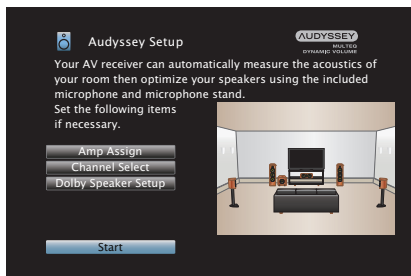 Audyssey Setup
AUDYSSEY
MULTEQ
DYNAMIC VOLUME
Your AV receiver can automatically measure the acoustics of
your room then optimize your speakers using the included
microphone and microphone stand.
Set the following items
if necessary.
Amp Assign
Channel Select
Dolby Speaker Setup
Start